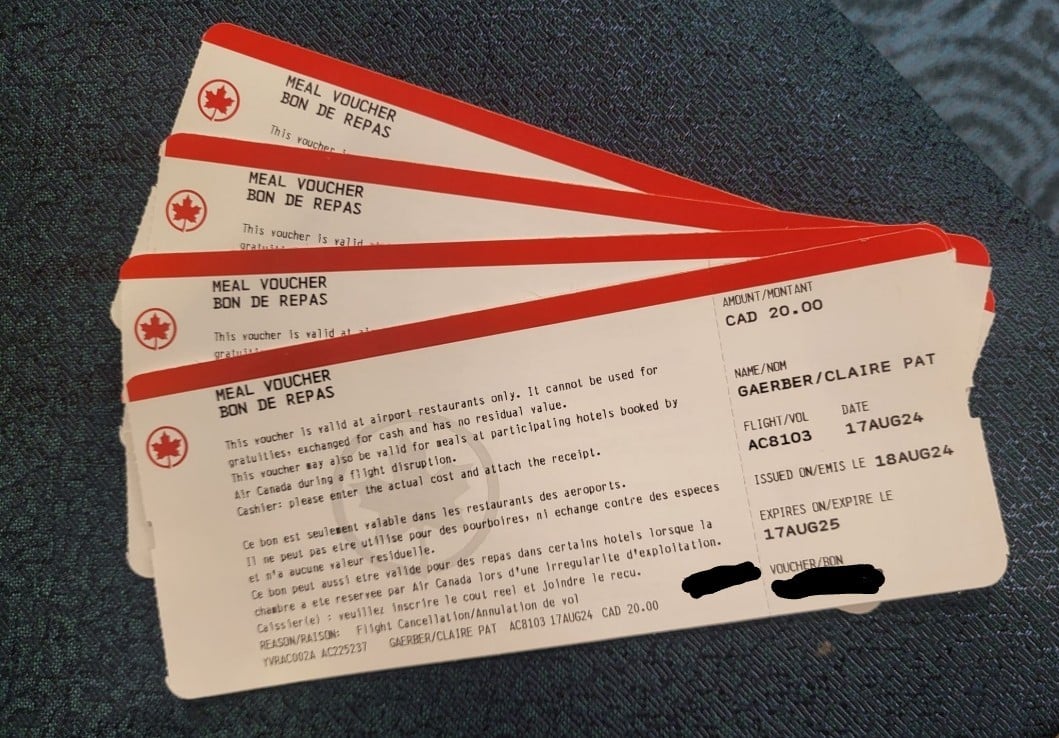 MEAL VOUCHER
BON DE REPAS
This voucher
MEAL VOUCHER
BON DE REPAS
This voucher is valid
MEAL VOUCHER
BON DE REPAS
This voucher is valid at
MEAL VOUCHER
BON DE REPAS
This voucher is valid at airport restaurants only. It cannot be used for
gratuities, exchanged for cash and has no residual value.
This voucher may also be valid for meals at participating hotels booked by
Air Canada during a flight disruption.
Cashier: please enter the actual cost and attach the receipt.
Ce bon est seulement valable dans les restaurants des aeroports.
Il ne peut pas etre utilise pour des pourboires, ni echange contre des especes
et n'a aucune valeur residuelle.
Ce bon peut aussi etre valide pour des repas dans certains hotels lorsque la
chambre a ete reservee par Air Canada lors d'une irregularite d'exploitation.
Caissier(e) : veuillez inscrire le cout reel et joindre le recu.
REASON/RAISON: Flight Cancellation/Annulation de vol
YVRAC002A AC225237 GAERBER/CLAIRE PAT AC8103 17AUG24 CAD 20.00
AMOUNT/MONTANT
CAD 20.00
NAME/NOM
GAERBER/CLAIRE PAT
FLIGHT/VOL DATE
AC8103 17AUG24
ISSUED ON/EMIS LE 18AUG24
EXPIRES ON/EXPIRE LE
17AUG25
VOUCHER/BON